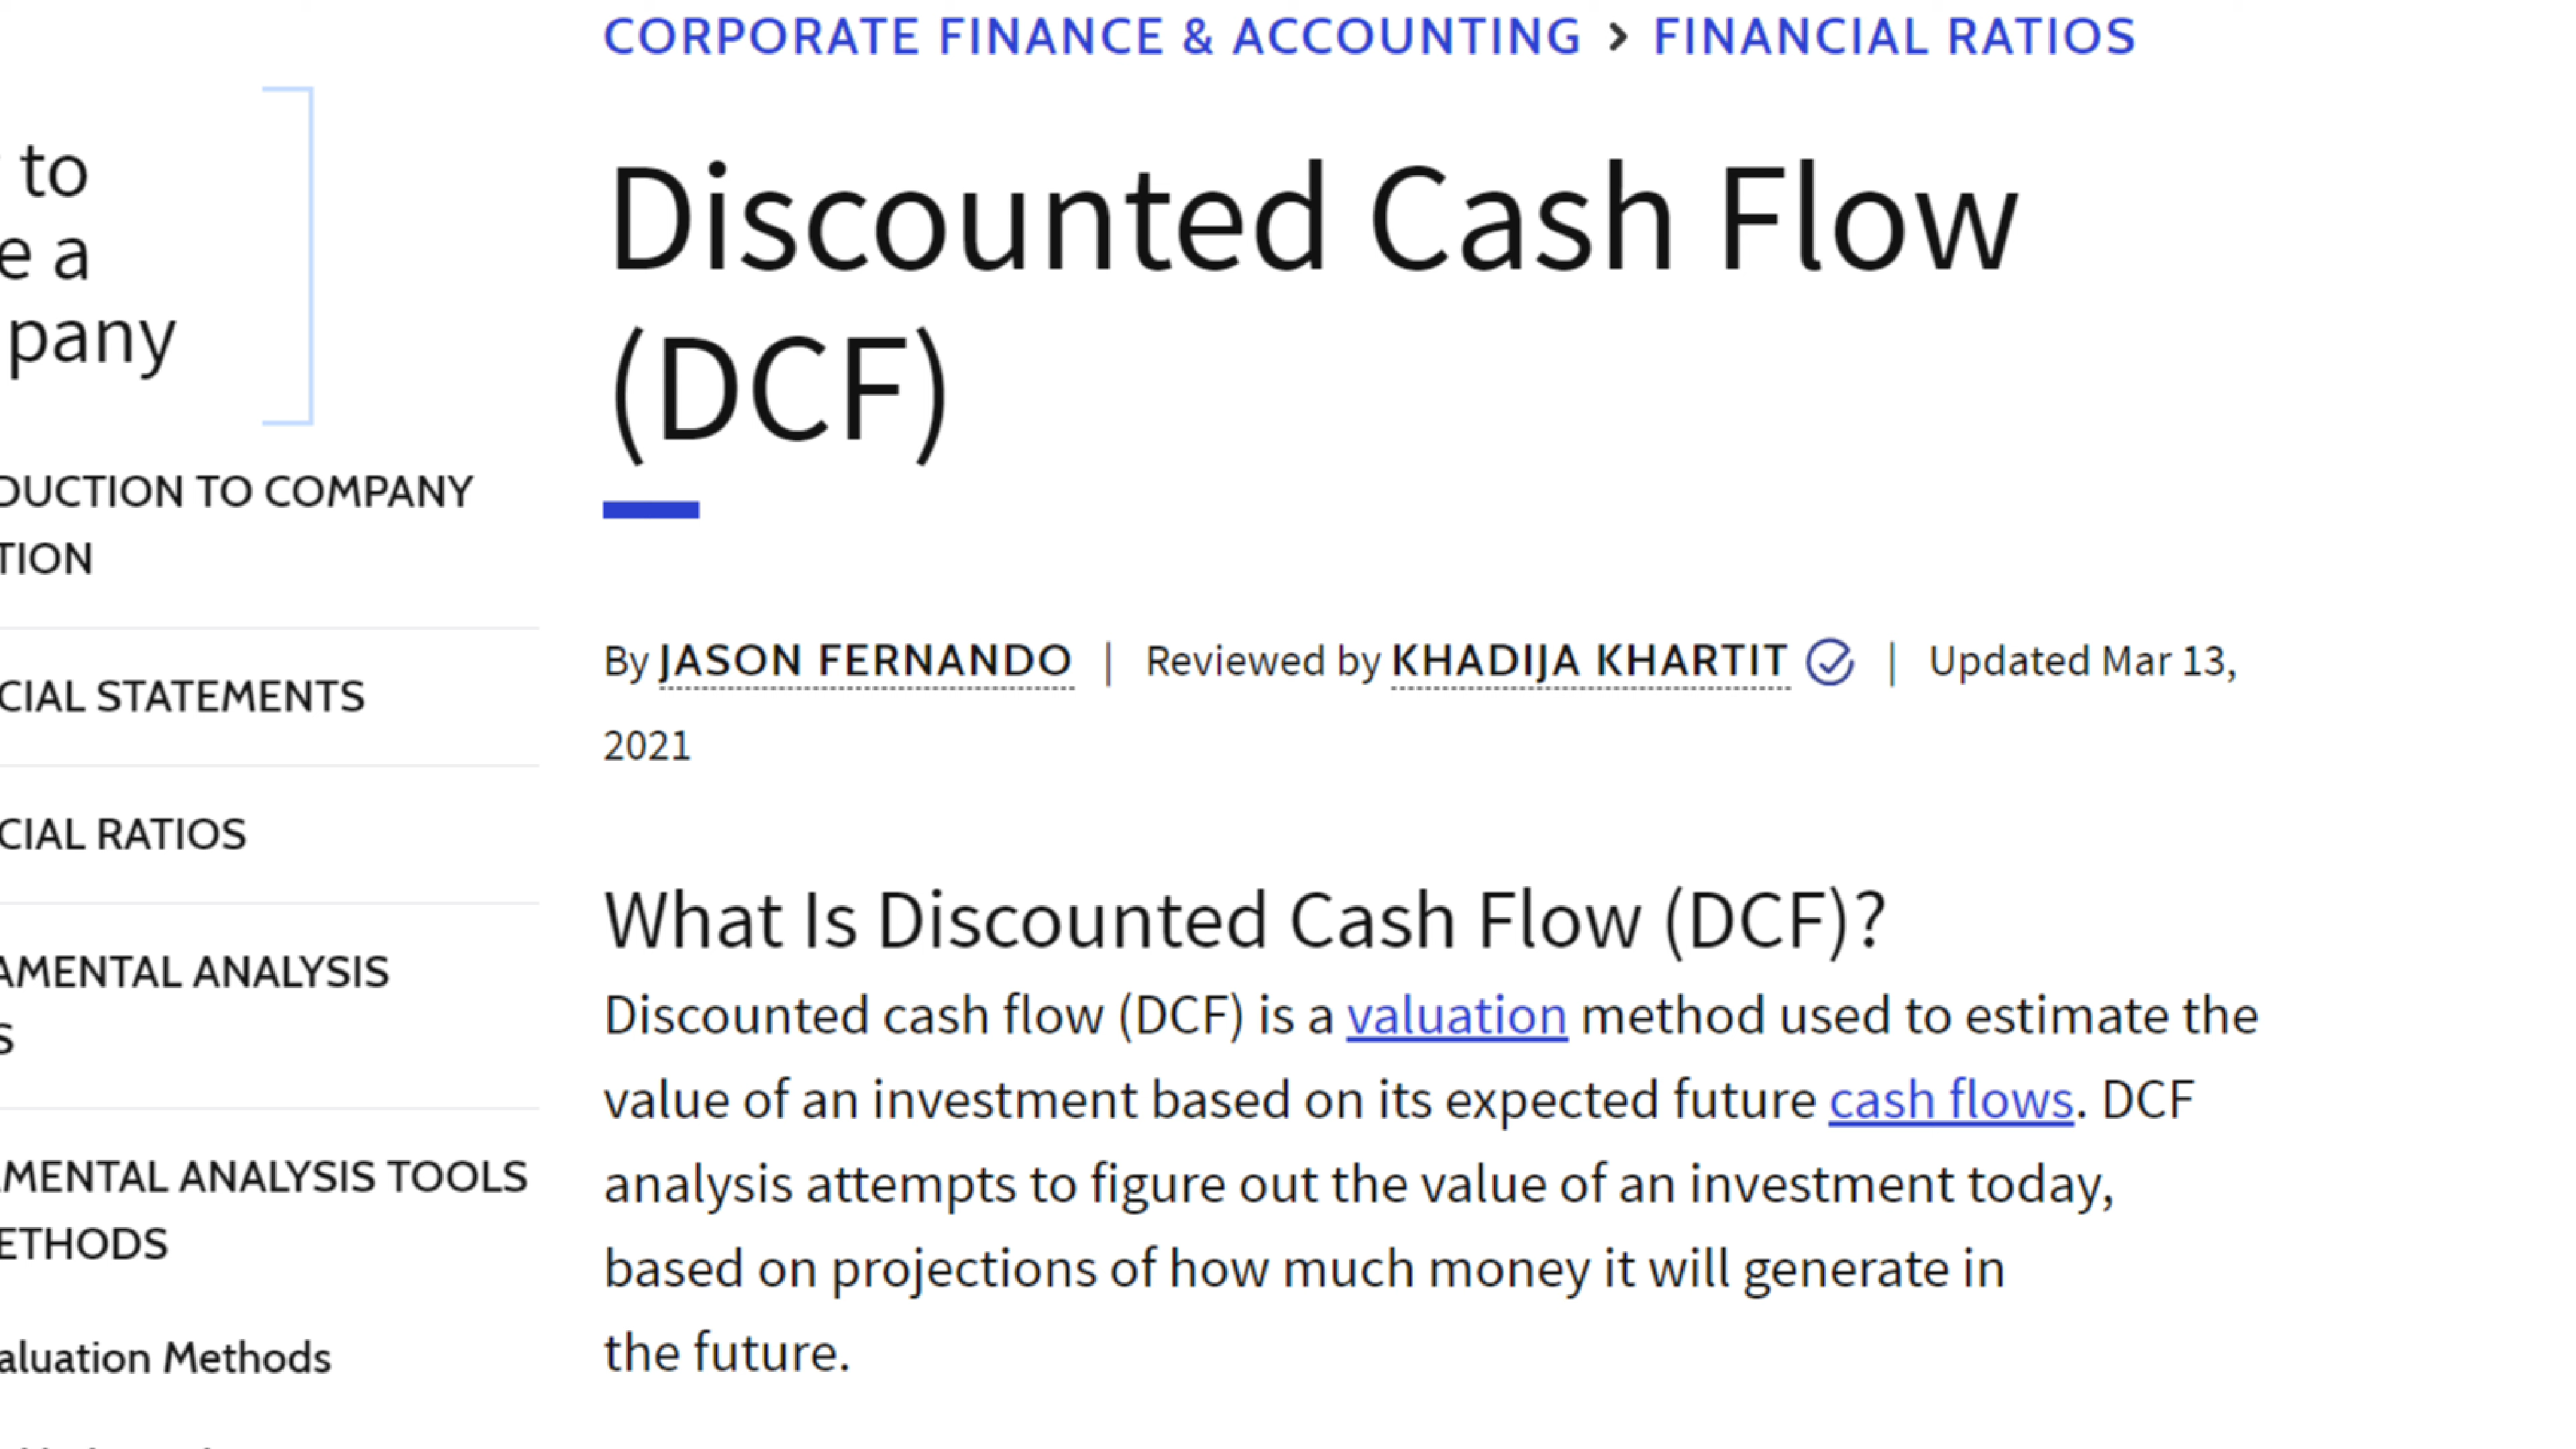 CORPORATE FINANCE & ACCOUNTING > FINANCIAL RATIOS
to
e a
pany
Discounted Cash Flow
(DCF)
DUCTION TO COMPANY
TION
CIAL STATEMENTS
CIAL RATIOS
AMENTAL ANALYSIS
S
MENTAL ANALYSIS TOOLS
ETHODS
aluation Methods
By JASON FERNANDO | Reviewed by KHADIJA KHARTIT | Updated Mar 13,
2021
What Is Discounted Cash Flow (DCF)?
Discounted cash flow (DCF) is a valuation method used to estimate the
value of an investment based on its expected future cash flows. DCF
analysis attempts to figure out the value of an investment today,
based on projections of how much money it will generate in
the future.